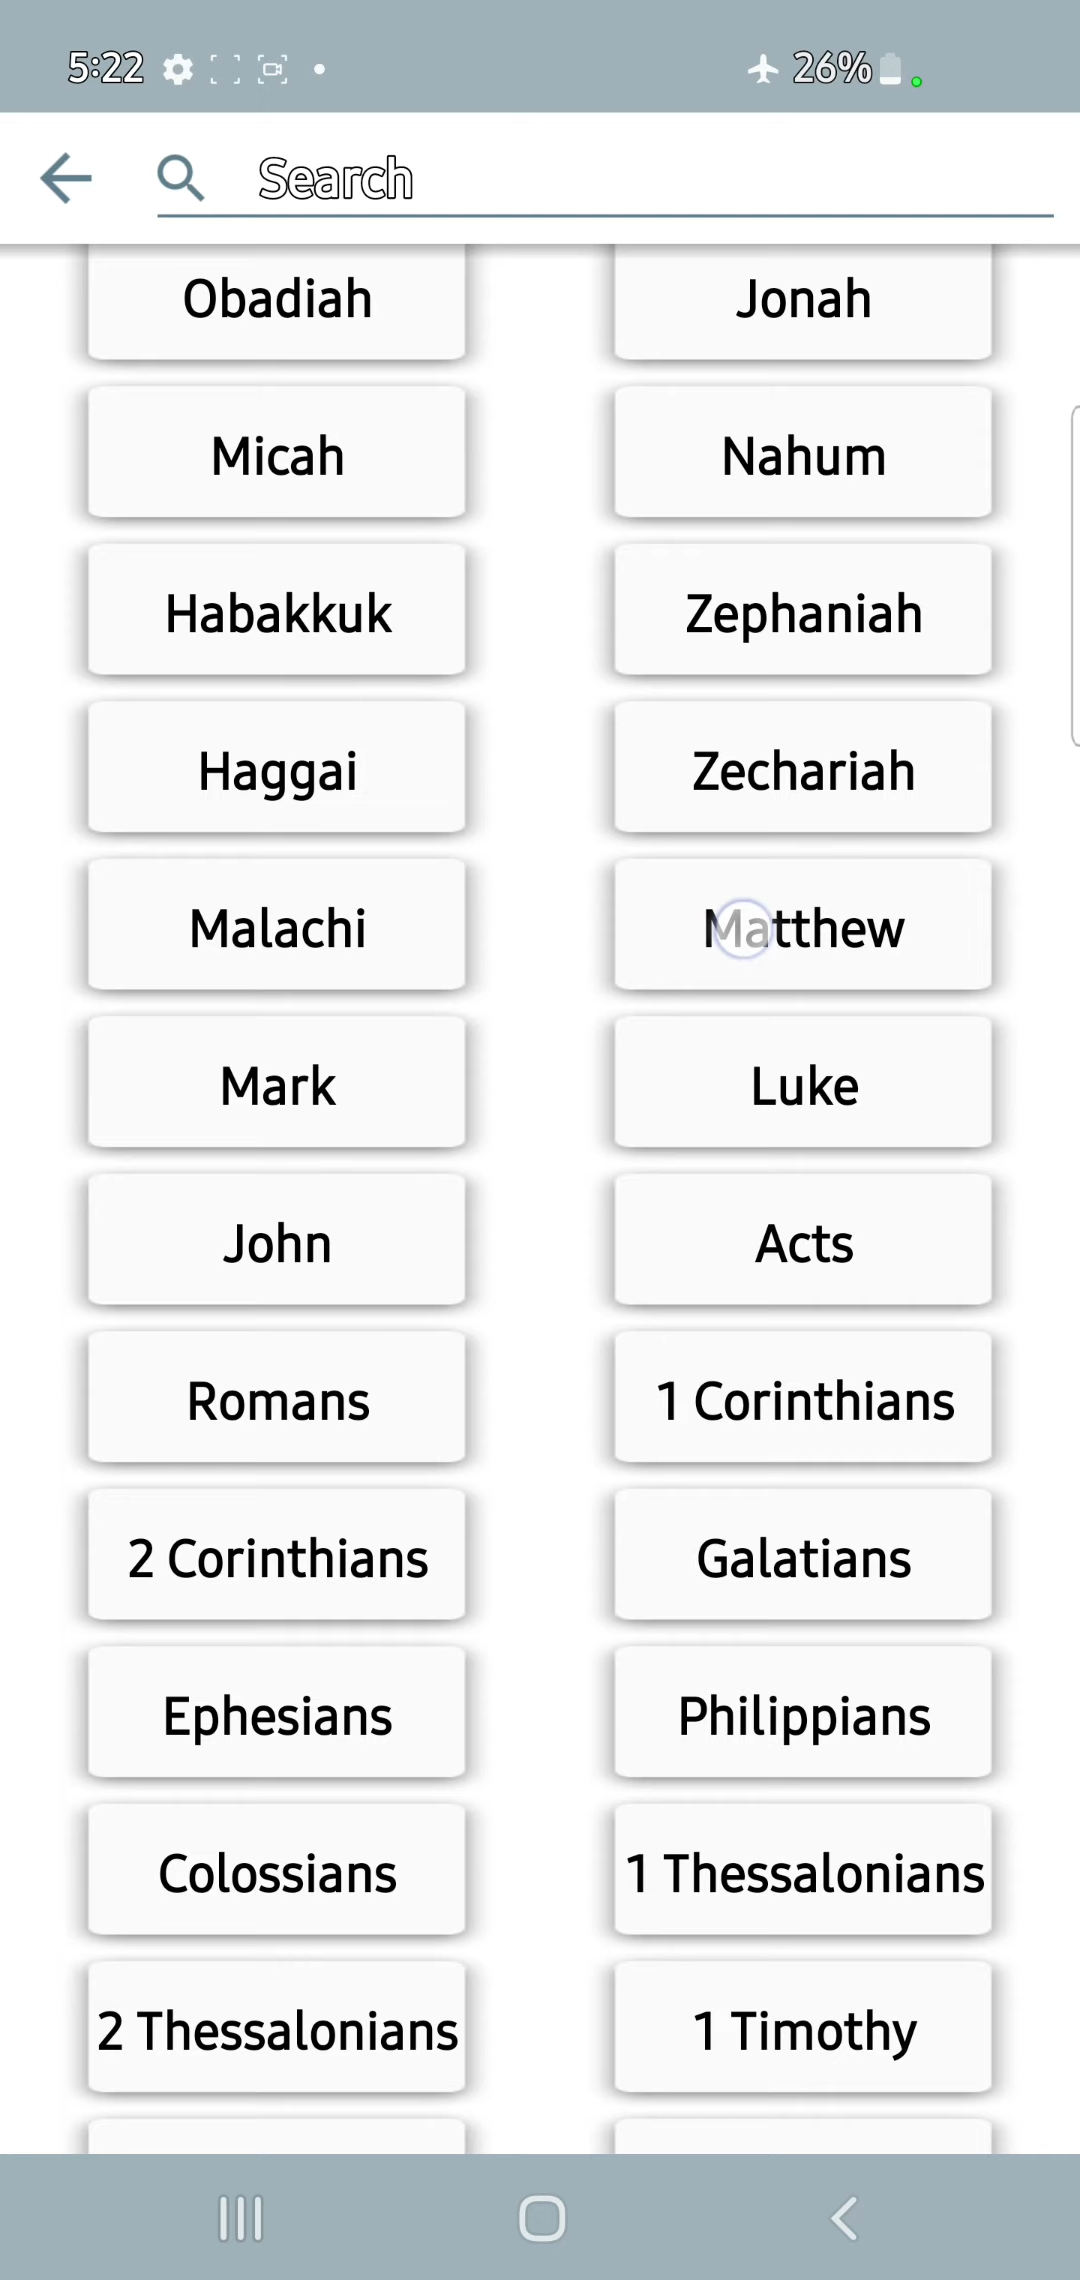 5:22 26%
Search
Obadiah Jonah
Micah Nahum
Habakkuk Zephaniah
Haggai Zechariah
Malachi Matthew
Mark Luke
John Acts
Romans 1 Corinthians
2 Corinthians Galatians
Ephesians Philippians
Colossians 1 Thessalonians
2 Thessalonians 1 Timothy